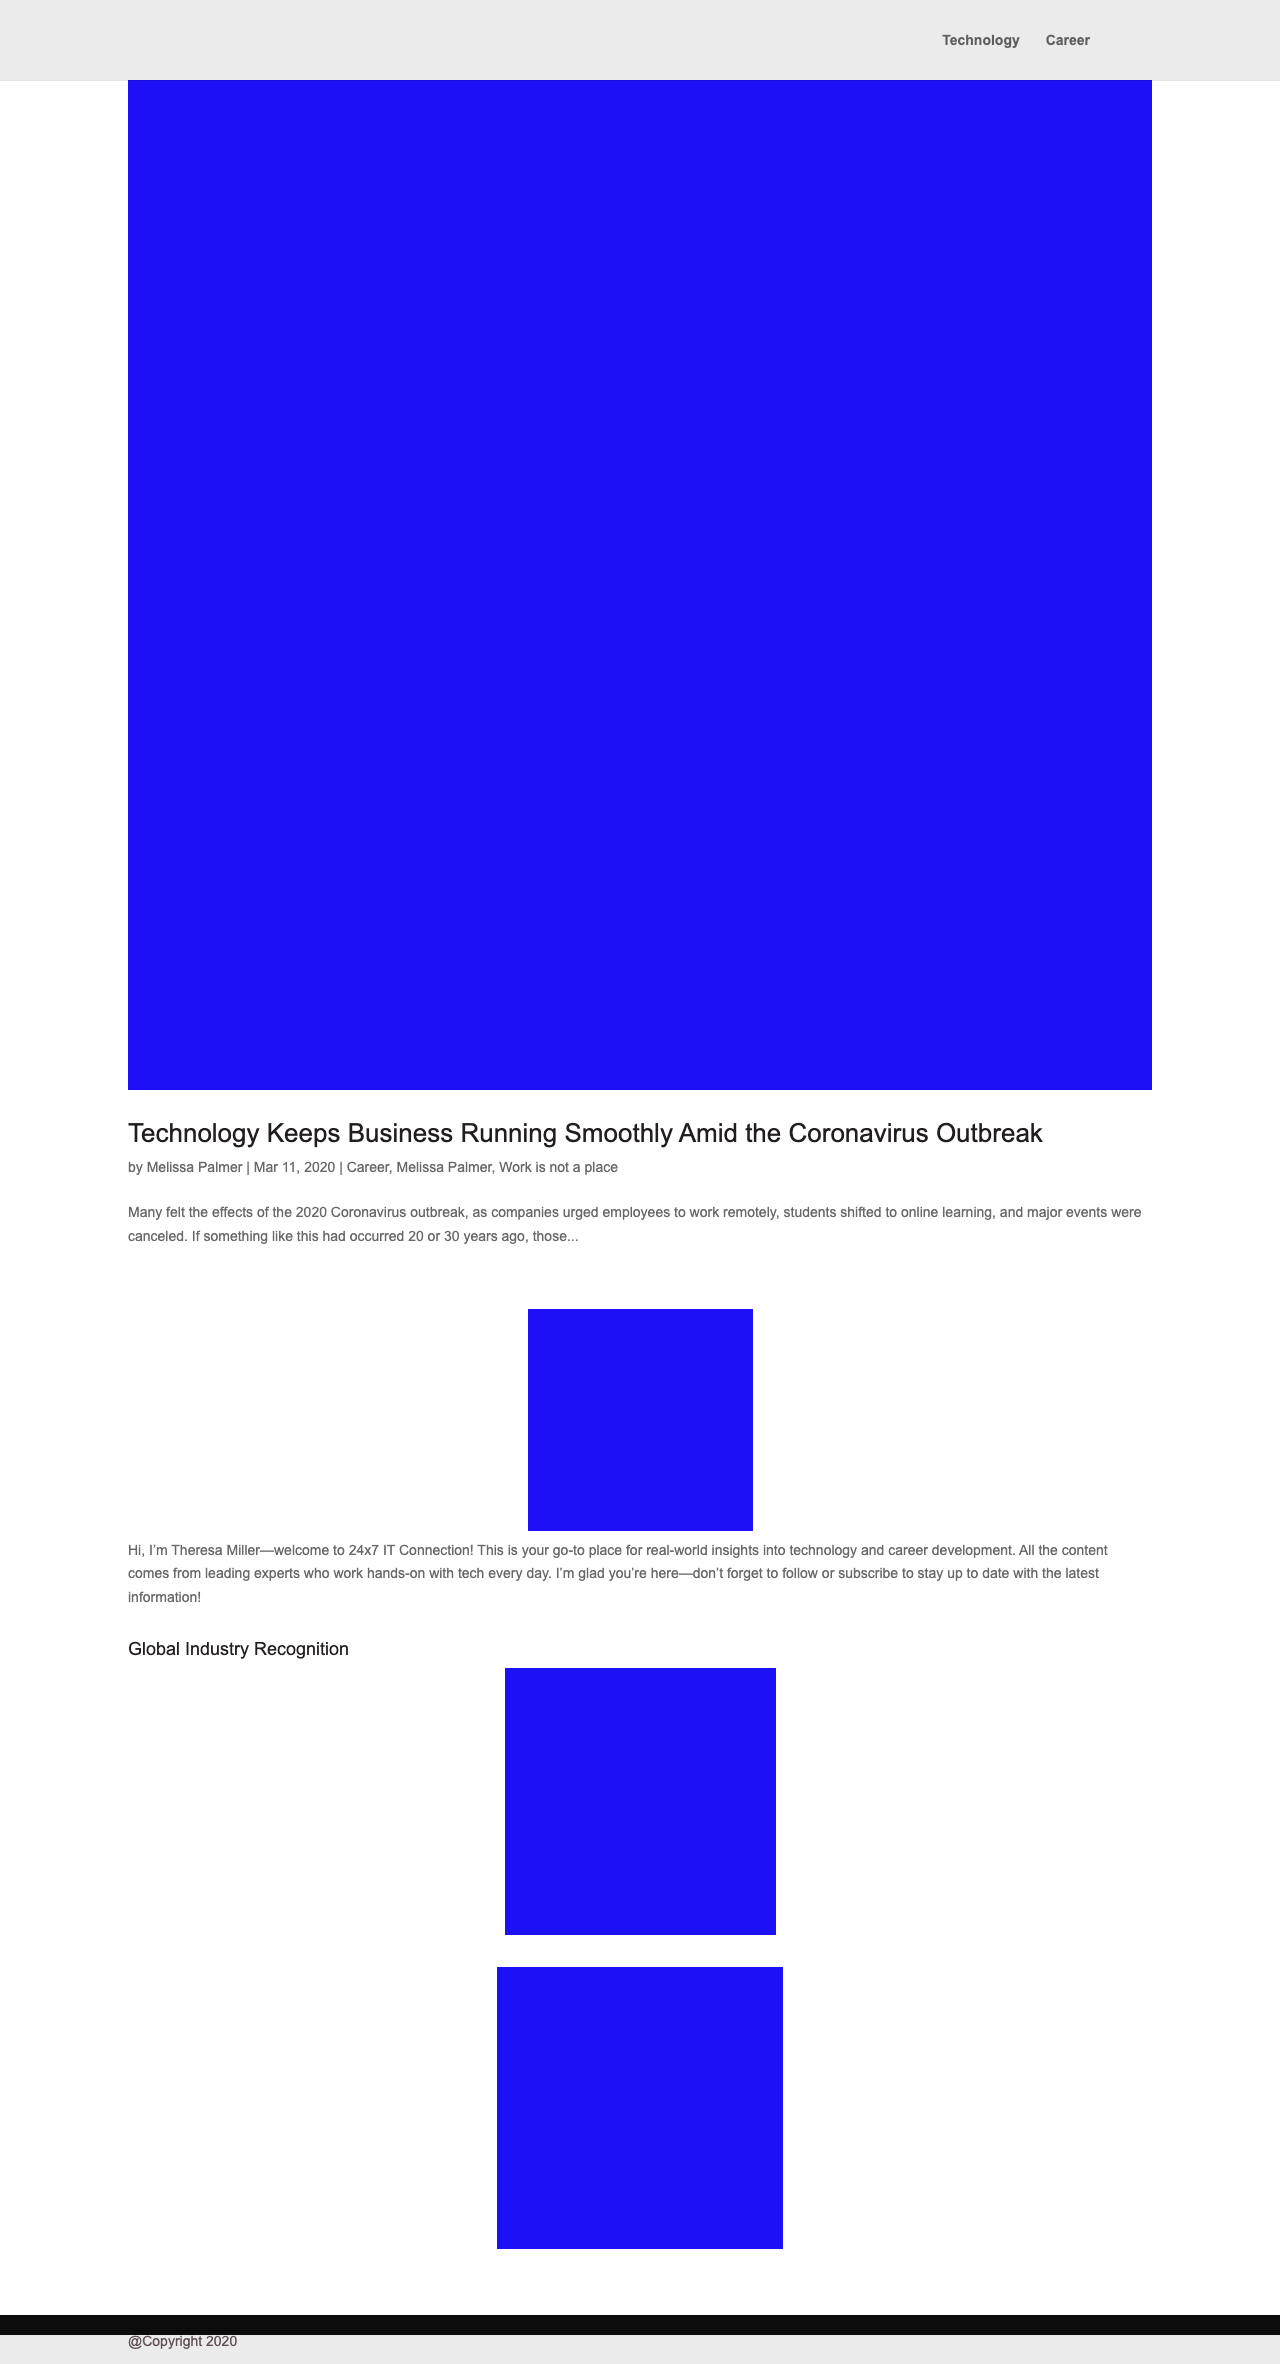 Technology Career
Technology Keeps Business Running Smoothly Amid the Coronavirus Outbreak
by Melissa Palmer | Mar 11, 2020 | Career, Melissa Palmer, Work is not a place
Many felt the effects of the 2020 Coronavirus outbreak, as companies urged employees to work remotely, students shifted to online learning, and major events were
canceled. If something like this had occurred 20 or 30 years ago, those...
Hi, I’m Theresa Miller—welcome to 24x7 IT Connection! This is your go-to place for real-world insights into technology and career development. All the content
comes from leading experts who work hands-on with tech every day. I’m glad you’re here—don’t forget to follow or subscribe to stay up to date with the latest
information!
Global Industry Recognition
@Copyright 2020